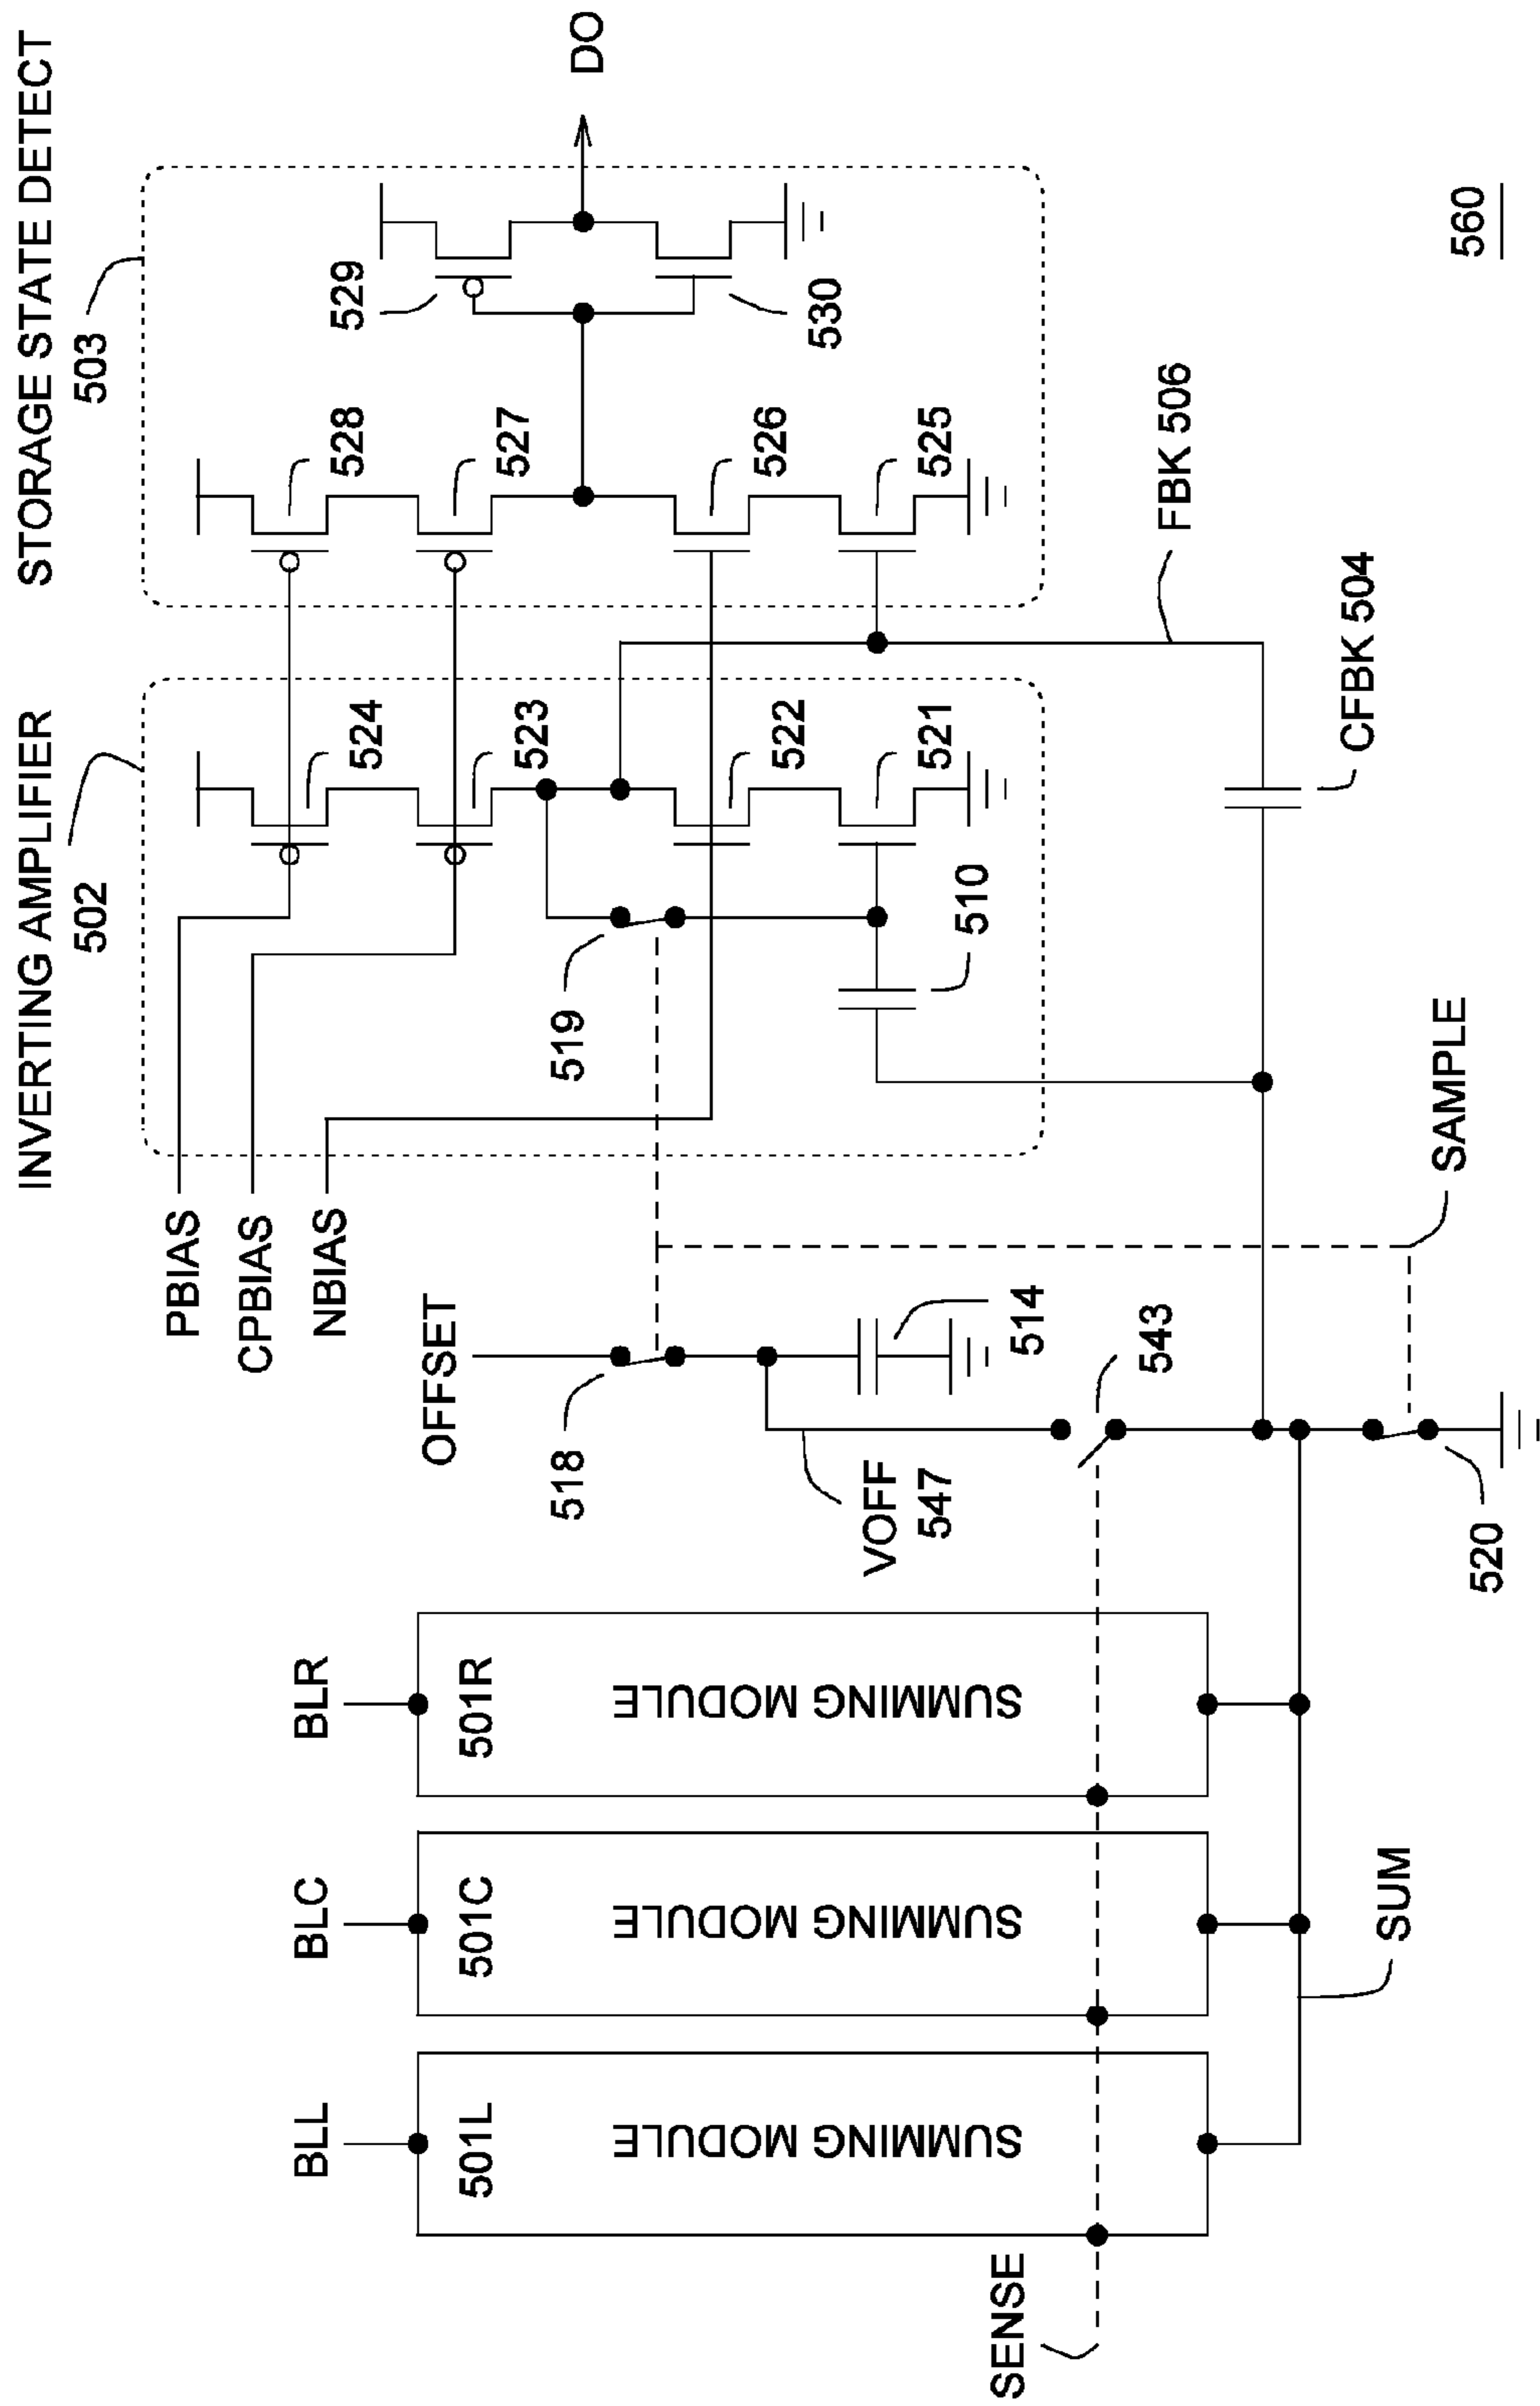 INVERTING AMPLIFIER
502
STORAGE STATE DETECT
503
PBIAS
CPBIAS
NBIAS
524
523
522
521
519
510
528
527
526
525
529
530
DO
FBK 506
CFBK 504
OFFSET
518
514
VOFF
547
543
SAMPLE
520
BLL
BLC
BLR
501L
SUMMING MODULE
501C
SUMMING MODULE
501R
SUMMING MODULE
SENSE
SUM
560